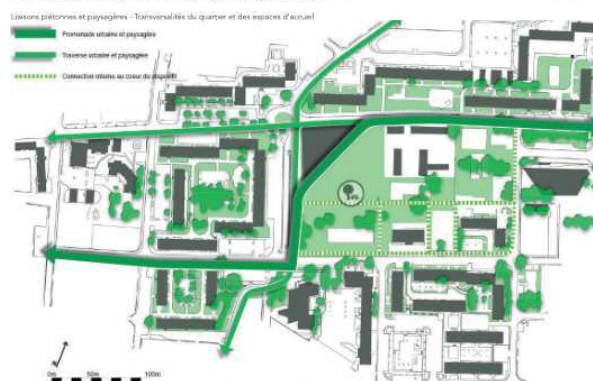 Liaisons piétonnes et paysagères - Transversalités du quartier et des espaces d'accueil
Promenade urbaine et paysagère
Traverse urbaine et paysagère
Connection interne au coeur du dispositif
0m 50m 100m